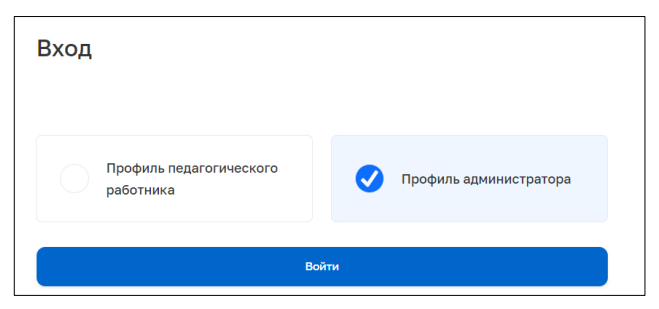 Вход
Профиль педагогического
работника
Профиль администратора
Войти